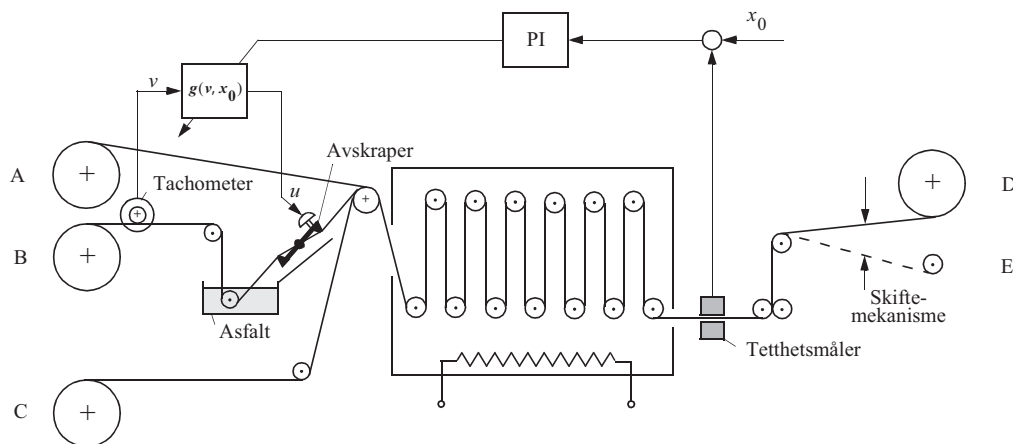 x0
PI
v
g(v, x0)
Avskraper
A
Tachometer
u
D
B
E
Skifte-
mekanisme
Asfalt
Tetthetsmåler
C